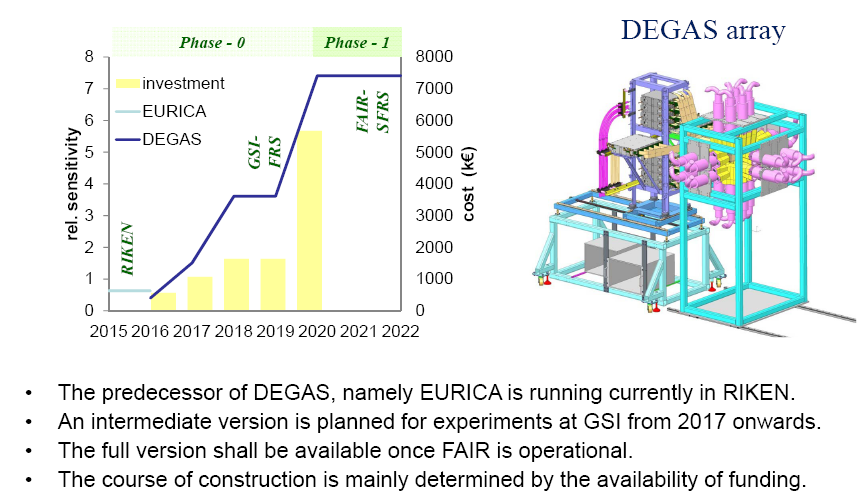 DEGAS array
Phase - 0
Phase - 1
8
7
6
5
4
3
2
1
0
rel. sensitivity
8000
7000
6000
5000
4000
3000
2000
1000
0
cost (k€)
investment
EURICA
DEGAS
RIKEN
GSI-
FRS
FAIR-
SFRS
2015 2016 2017 2018 2019 2020 2021 2022
• The predecessor of DEGAS, namely EURICA is running currently in RIKEN.
• An intermediate version is planned for experiments at GSI from 2017 onwards.
• The full version shall be available once FAIR is operational.
• The course of construction is mainly determined by the availability of funding.